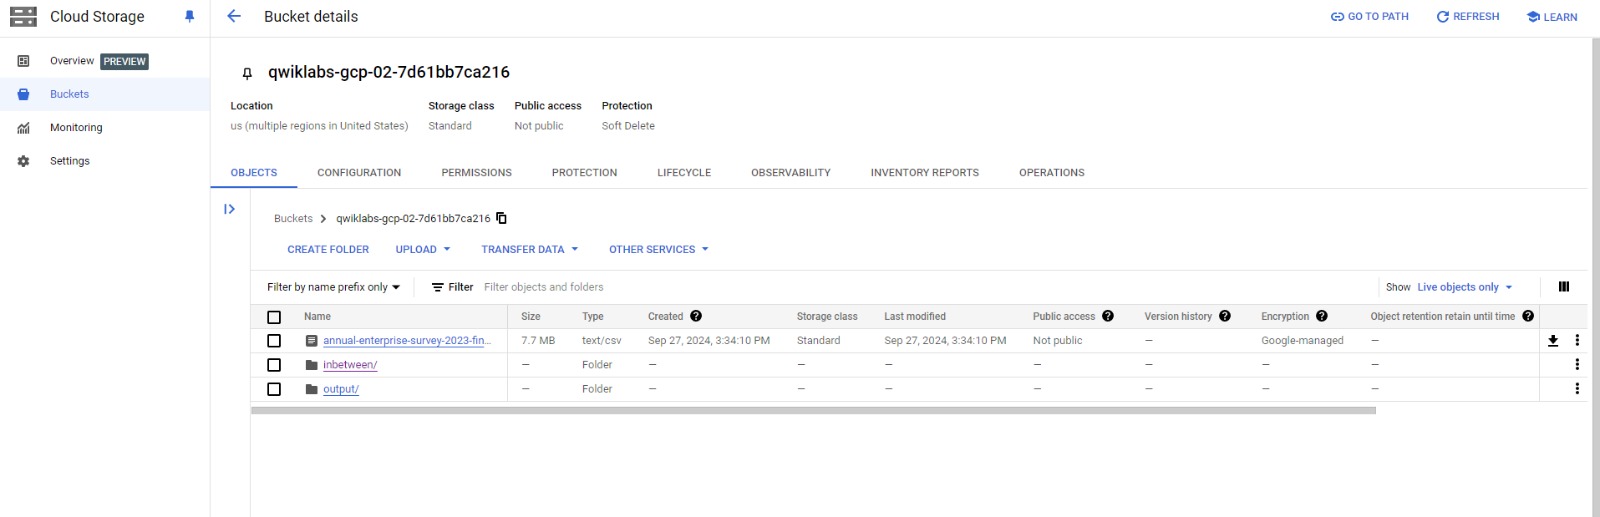 Cloud Storage
Bucket details
GO TO PATH
REFRESH
LEARN
Overview PREVIEW
Buckets
Monitoring
Settings
qwiklabs-gcp-02-7d61bb7ca216
Location Storage class Public access Protection
us (multiple regions in United States) Standard Not public Soft Delete
OBJECTS CONFIGURATION PERMISSIONS PROTECTION LIFECYCLE OBSERVABILITY INVENTORY REPORTS OPERATIONS
Buckets > qwiklabs-gcp-02-7d61bb7ca216
CREATE FOLDER UPLOAD TRANSFER DATA OTHER SERVICES
Filter by name prefix only Filter Filter objects and folders Show Live objects only
Name Size Type Created Storage class Last modified Public access Version history Encryption Object retention retain until time
annual-enterprise-survey-2023-fin... 7.7 MB text/csv Sep 27, 2024, 3:34:10 PM Standard Sep 27, 2024, 3:34:10 PM Not public — Google-managed —
inbetween/ — Folder — — — — — — —
output/ — Folder — — — — — — —